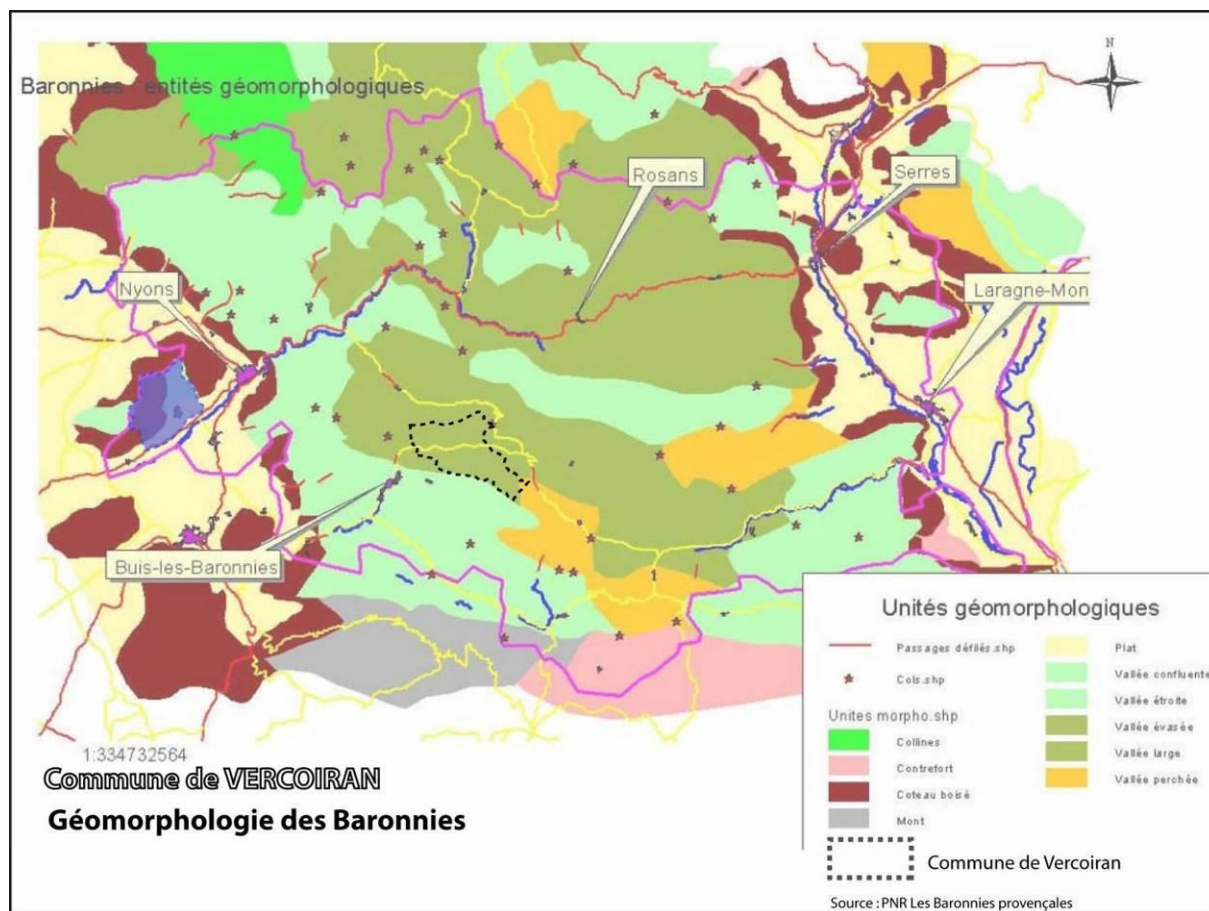 N
Baronnies : entités géomorphologiques
Rosans
Serres
Nyons
Laragne-Mon
Buis-les-Baronnies
1:334732564
Commune de VERCOIRAN
Géomorphologie des Baronnies
Unités géomorphologiques
Passages défilés.shp
Cols.shp
Unites morpho.shp
Collines
Contrefort
Coteau boisé
Mont
Plat
Vallée confluente
Vallée étroite
Vallée évasée
Vallée large
Vallée perchée
Commune de Vercoiran
Source : PNR Les Baronnies provençales